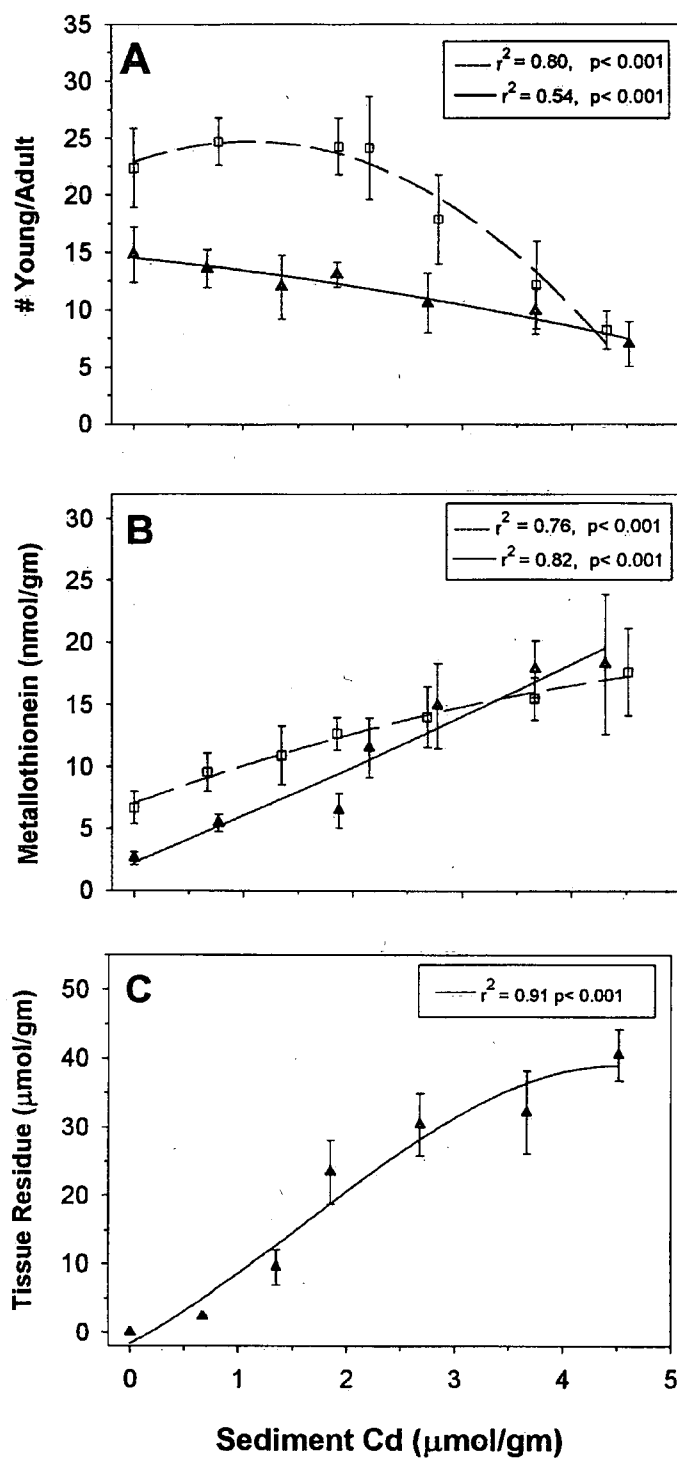 A
# Young/Adult
35
30
25
20
15
10
5
0
r² = 0.80, p< 0.001
r² = 0.54, p< 0.001
B
Metallothionein (nmol/gm)
30
25
20
15
10
5
0
r² = 0.76, p< 0.001
r² = 0.82, p< 0.001
C
Tissue Residue (μmol/gm)
50
40
30
20
10
0
r² = 0.91 p< 0.001
0 1 2 3 4 5
Sediment Cd (μmol/gm)